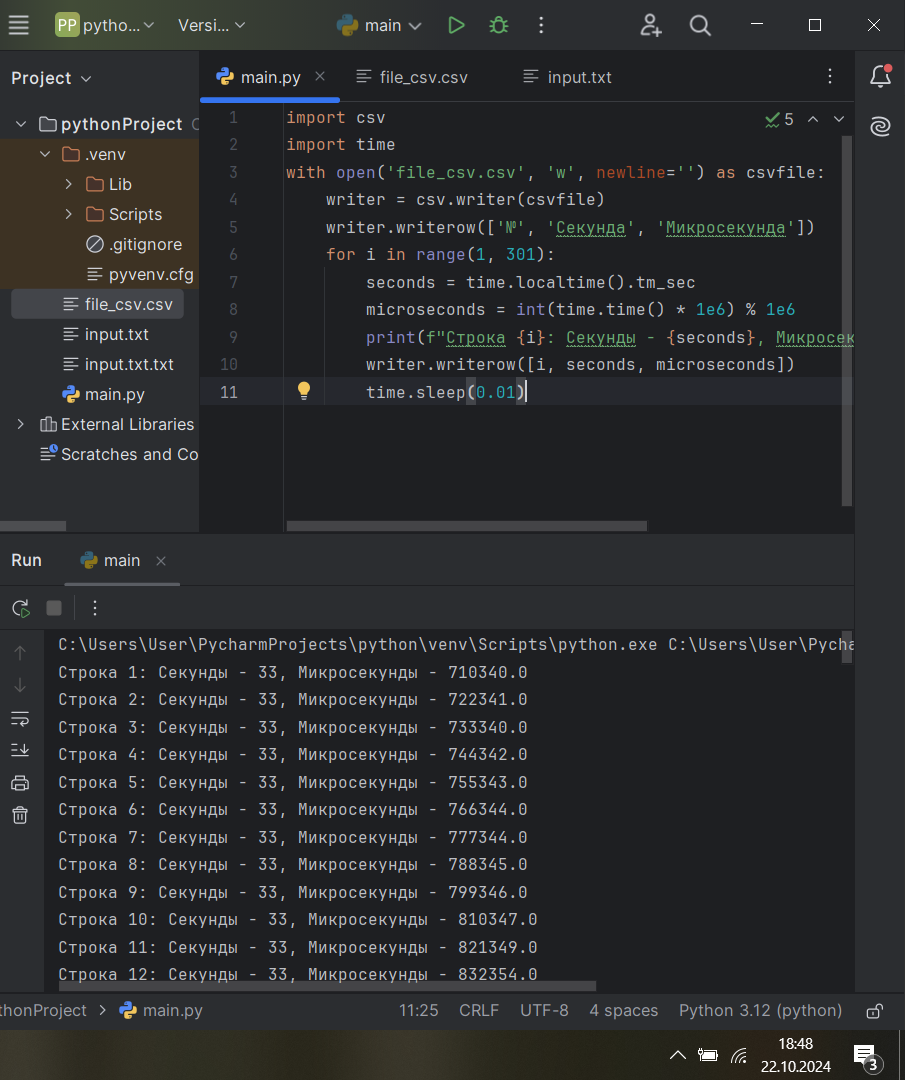 PP pytho... Versi... main
Project
main.py file_csv.csv input.txt
pythonProject
.venv
Lib
Scripts
.gitignore
pyvenv.cfg
file_csv.csv
input.txt
input.txt.txt
main.py
External Libraries
Scratches and Co
5
1 import csv
2 import time
3 with open('file_csv.csv', 'w', newline='') as csvfile:
4 writer = csv.writer(csvfile)
5 writer.writerow(['№', 'Секунда', 'Микросекунда'])
6 for i in range(1, 301):
7 seconds = time.localtime().tm_sec
8 microseconds = int(time.time() * 1e6) % 1e6
9 print(f"Строка {i}: Секунды - {seconds}, Микросек
10 writer.writerow([i, seconds, microseconds])
11 time.sleep(0.01)
Run main
C:\Users\User\PycharmProjects\python\venv\Scripts\python.exe C:\Users\User\Pycha
Строка 1: Секунды - 33, Микросекунды - 710340.0
Строка 2: Секунды - 33, Микросекунды - 722341.0
Строка 3: Секунды - 33, Микросекунды - 733340.0
Строка 4: Секунды - 33, Микросекунды - 744342.0
Строка 5: Секунды - 33, Микросекунды - 755343.0
Строка 6: Секунды - 33, Микросекунды - 766344.0
Строка 7: Секунды - 33, Микросекунды - 777344.0
Строка 8: Секунды - 33, Микросекунды - 788345.0
Строка 9: Секунды - 33, Микросекунды - 799346.0
Строка 10: Секунды - 33, Микросекунды - 810347.0
Строка 11: Секунды - 33, Микросекунды - 821349.0
Строка 12: Секунды - 33, Микросекунды - 832354.0
thonProject > main.py 11:25 CRLF UTF-8 4 spaces Python 3.12 (python)
18:48
22.10.2024
3